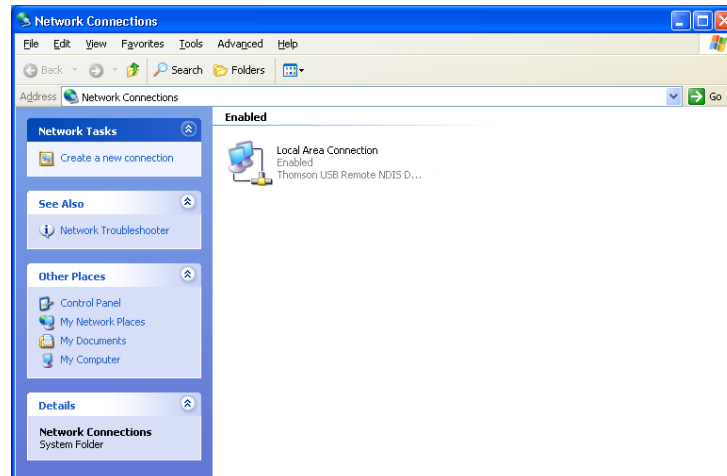 Network Connections
File Edit View Favorites Tools Advanced Help
Back Search Folders
Address Network Connections Go
Network Tasks
Create a new connection
See Also
Network Troubleshooter
Other Places
Control Panel
My Network Places
My Documents
My Computer
Details
Network Connections
System Folder
Enabled
Local Area Connection
Enabled
Thomson USB Remote NDIS D...